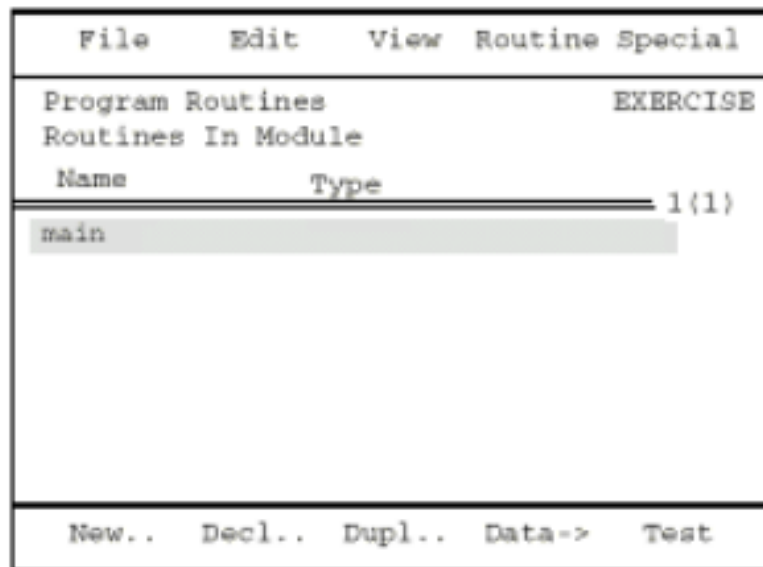 File Edit View Routine Special
Program Routines EXERCISE
Routines In Module
Name Type
1(1)
main
New.. Decl.. Dupl.. Data-> Test